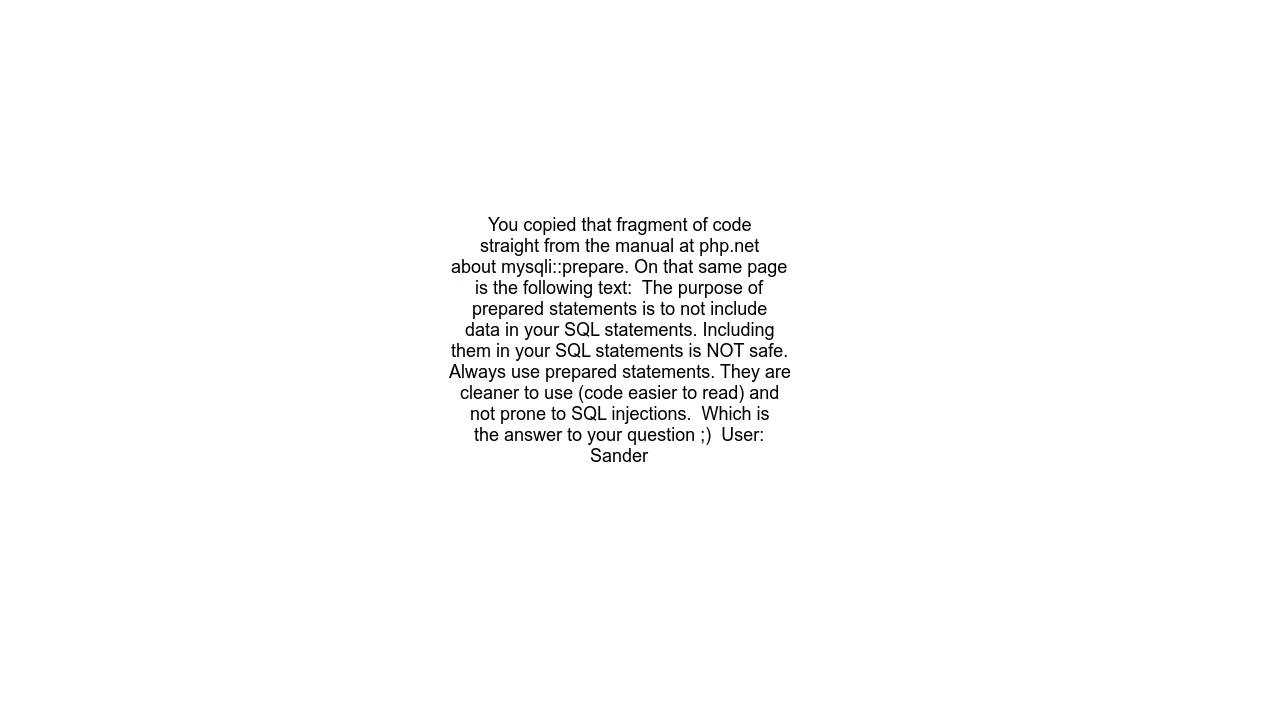 You copied that fragment of code
straight from the manual at php.net
about mysqli::prepare. On that same page
is the following text:  The purpose of
prepared statements is to not include
data in your SQL statements. Including
them in your SQL statements is NOT safe.
Always use prepared statements. They are
cleaner to use (code easier to read) and
not prone to SQL injections.  Which is
the answer to your question ;)  User:
Sander